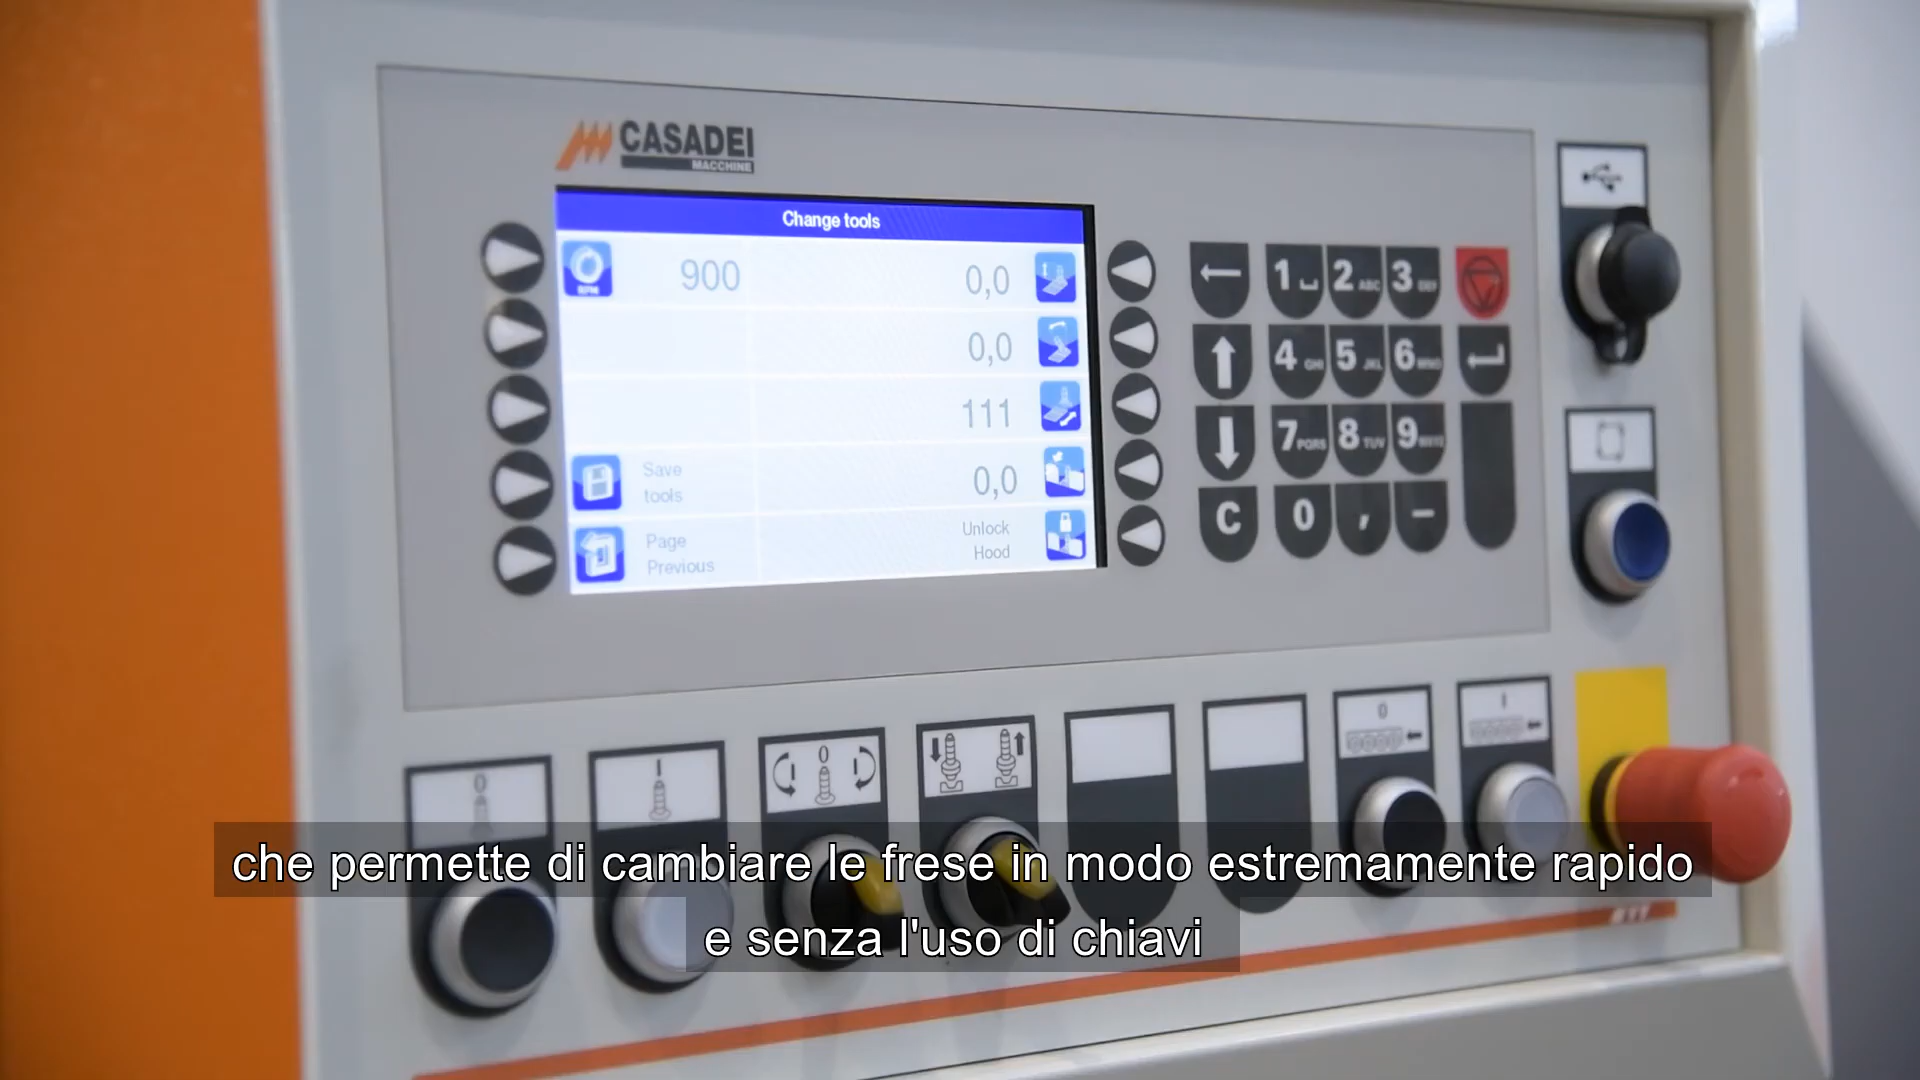 CASADEI
MACCHINE
Change tools
RPM
900
0,0
0,0
111
0,0
Save
tools
Unlock
Hood
Page
Previous
1
2 ABC
3 DEF
4 GHI
5 JKL
6 MNO
7 PQRS
8 TUV
9
C
0
,
-
0
I
0
0
I
che permette di cambiare le frese in modo estremamente rapido
e senza l'uso di chiavi